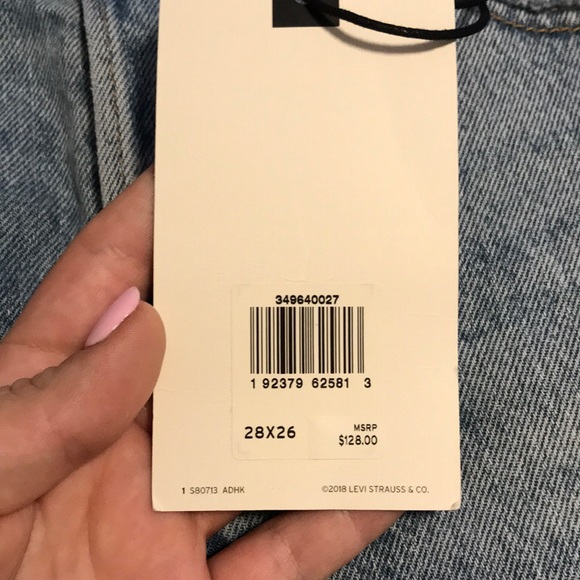 349640027
1 92379 62581 3
28X26
MSRP
$128.00
1 S80713 ADHK
©2018 LEVI STRAUSS & CO.